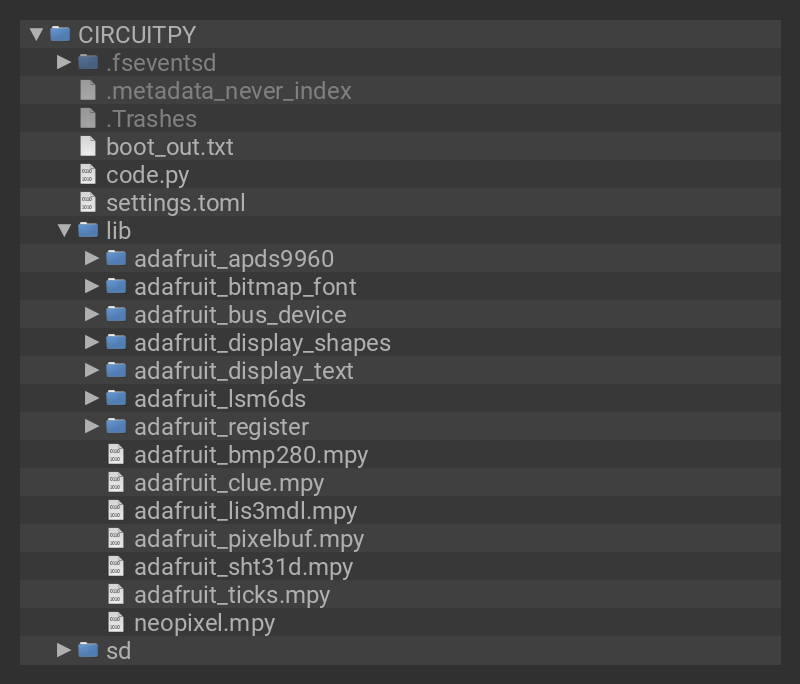 CIRCUITPY
.fseventsd
.metadata_never_index
.Trashes
boot_out.txt
code.py
settings.toml
lib
adafruit_apds9960
adafruit_bitmap_font
adafruit_bus_device
adafruit_display_shapes
adafruit_display_text
adafruit_lsm6ds
adafruit_register
adafruit_bmp280.mpy
adafruit_clue.mpy
adafruit_lis3mdl.mpy
adafruit_pixelbuf.mpy
adafruit_sht31d.mpy
adafruit_ticks.mpy
neopixel.mpy
sd